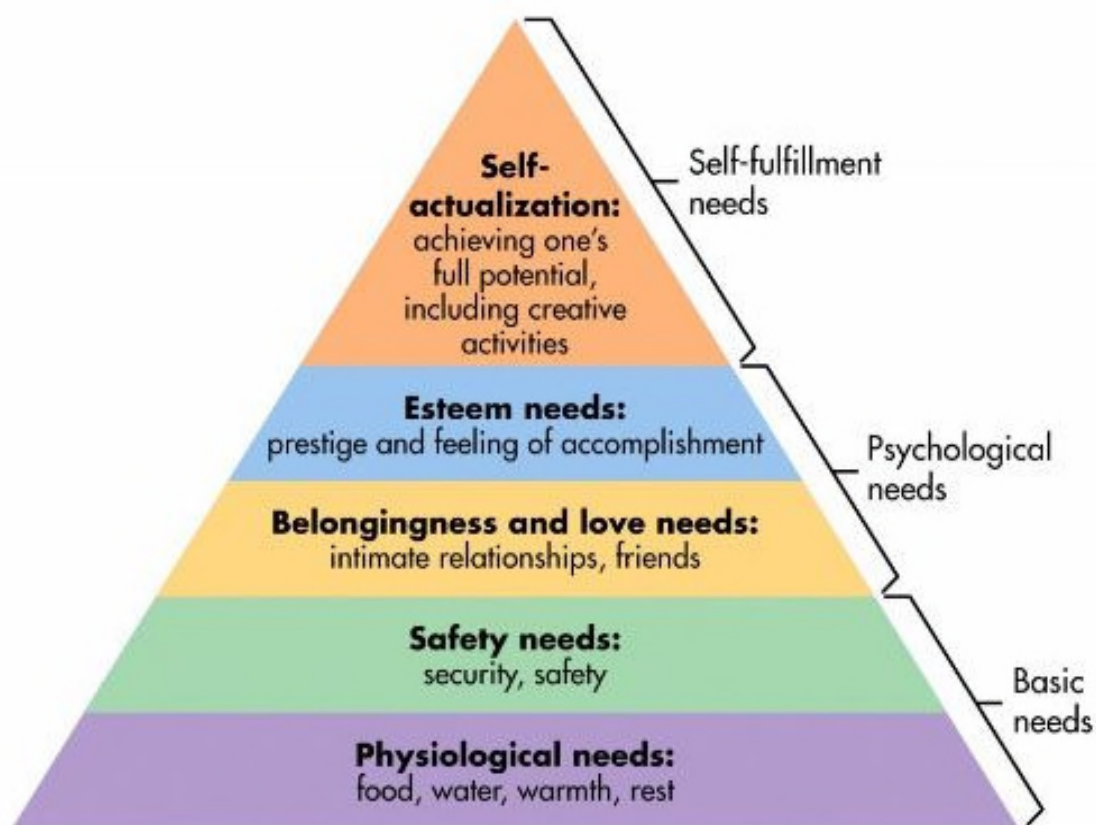 Self-
actualization:
achieving one's
full potential,
including creative
activities
Self-fulfillment
needs
Esteem needs:
prestige and feeling of accomplishment
Belongingness and love needs:
intimate relationships, friends
Psychological
needs
Safety needs:
security, safety
Physiological needs:
food, water, warmth, rest
Basic
needs